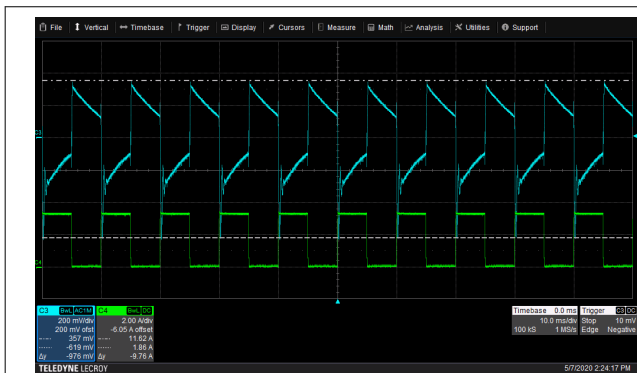 File Vertical Timebase Trigger Display Cursors Measure Math Analysis Utilities Support
C3
C4
C3 BwL AC1M
200 mV/div
200 mV ofst
357 mV
-619 mV
Δy -976 mV
C4 BwL DC
2.00 A/div
-6.05 A offset
11.62 A
1.86 A
Δy -9.76 A
Timebase 0.0 ms
10.0 ms/div
100 kS 1 MS/s
Trigger C3 DC
Stop 10 mV
Edge Negative
TELEDYNE LECROY
5/7/2020 2:24:17 PM